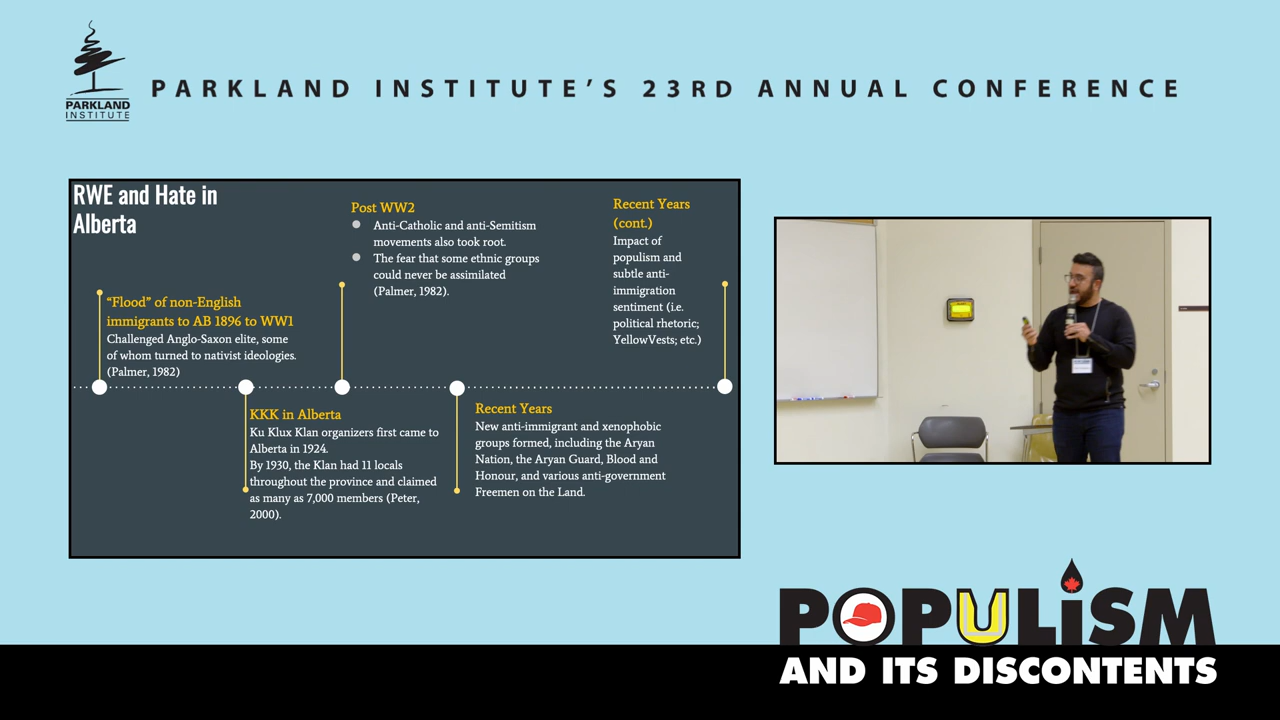 PARKLAND
INSTITUTE
PARKLAND INSTITUTE'S 23RD ANNUAL CONFERENCE
RWE and Hate in
Alberta
"Flood" of non-English
immigrants to AB 1896 to WW1
Challenged Anglo-Saxon elite, some
of whom turned to nativist ideologies.
(Palmer, 1982)
KKK in Alberta
Ku Klux Klan organizers first came to
Alberta in 1924.
By 1930, the Klan had 11 locals
throughout the province and claimed
as many as 7,000 members (Peter,
2000).
Post WW2
● Anti-Catholic and anti-Semitism
movements also took root.
● The fear that some ethnic groups
could never be assimilated
(Palmer, 1982).
Recent Years
New anti-immigrant and xenophobic
groups formed, including the Aryan
Nation, the Aryan Guard, Blood and
Honour, and various anti-government
Freemen on the Land.
Recent Years
(cont.)
Impact of
populism and
subtle anti-
immigration
sentiment (i.e.
political rhetoric;
YellowVests; etc.)
POPULiSM
AND ITS DISCONTENTS